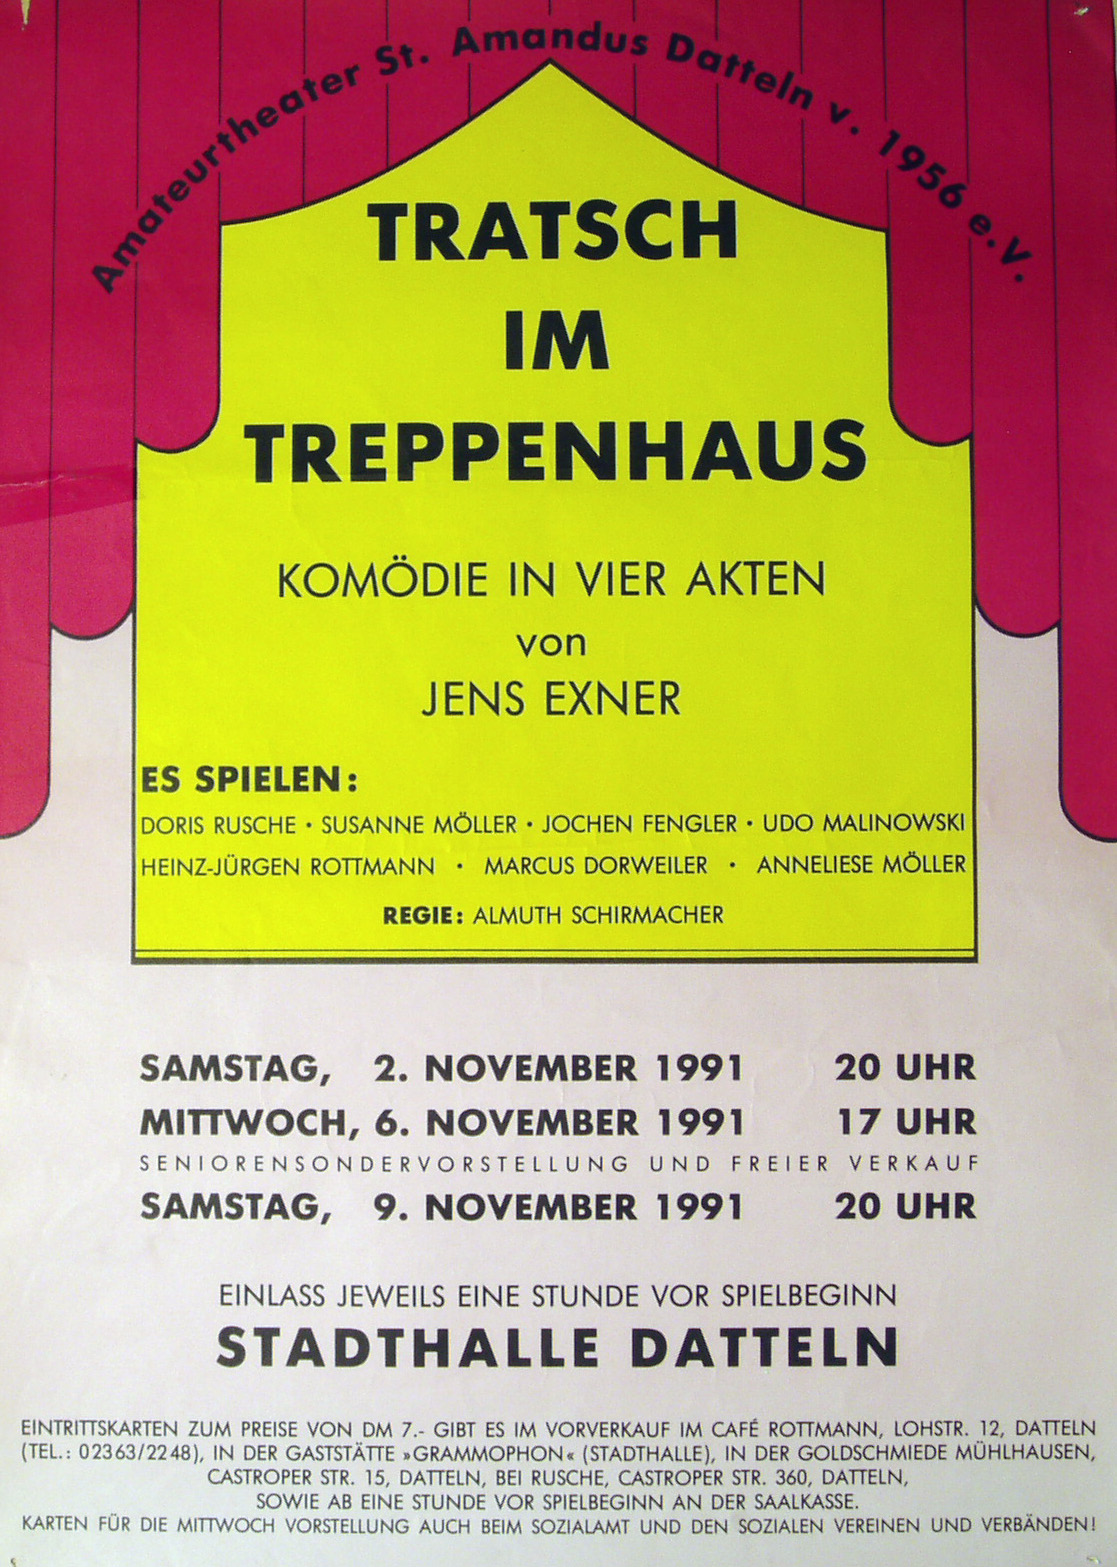 Amateurtheater St. Amandus Datteln v. 1956 e.V.
TRATSCH
IM
TREPPENHAUS
KOMÖDIE IN VIER AKTEN
von
JENS EXNER
ES SPIELEN:
DORIS RUSCHE · SUSANNE MÖLLER · JOCHEN FENGLER · UDO MALINOWSKI
HEINZ-JÜRGEN ROTTMANN · MARCUS DORWEILER · ANNELIESE MÖLLER
REGIE: ALMUTH SCHIRMACHER
SAMSTAG, 2. NOVEMBER 1991 20 UHR
MITTWOCH, 6. NOVEMBER 1991 17 UHR
SENIORENSONDERVORSTELLUNG UND FREIER VERKAUF
SAMSTAG, 9. NOVEMBER 1991 20 UHR
EINLASS JEWEILS EINE STUNDE VOR SPIELBEGINN
STADTHALLE DATTELN
EINTRITTSKARTEN ZUM PREISE VON DM 7.- GIBT ES IM VORVERKAUF IM CAFÉ ROTTMANN, LOHSTR. 12, DATTELN
(TEL.: 02363/2248), IN DER GASTSTÄTTE »GRAMMOPHON« (STADTHALLE), IN DER GOLDSCHMIEDE MÜHLHAUSEN,
CASTROPER STR. 15, DATTELN, BEI RUSCHE, CASTROPER STR. 360, DATTELN,
SOWIE AB EINE STUNDE VOR SPIELBEGINN AN DER SAALKASSE.
KARTEN FÜR DIE MITTWOCH VORSTELLUNG AUCH BEIM SOZIALAMT UND DEN SOZIALEN VEREINEN UND VERBÄNDEN!